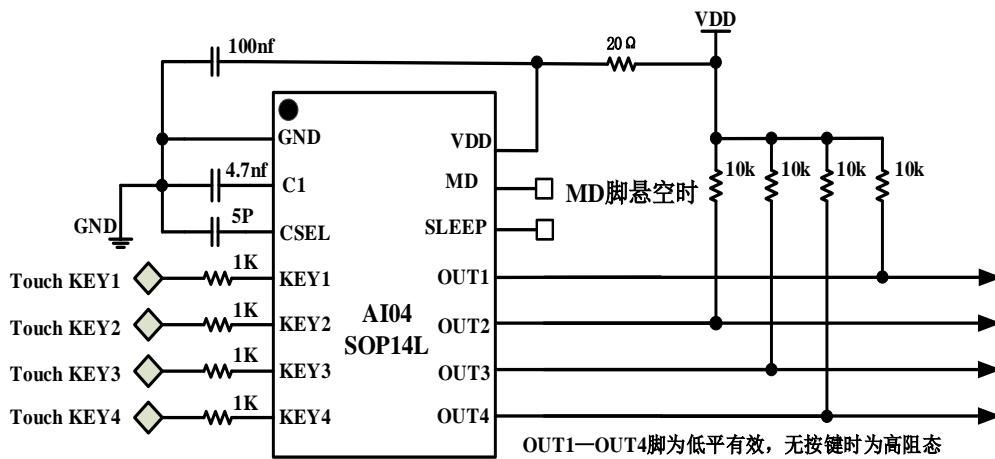 VDD
100nf
20Ω
GND
VDD
10k
10k
10k
10k
4.7nf
C1
MD
MD脚悬空时
GND
5P
CSEL
SLEEP
Touch KEY1
1K
KEY1
OUT1
Touch KEY2
1K
KEY2
AI04
SOP14L
OUT2
Touch KEY3
1K
KEY3
OUT3
Touch KEY4
1K
KEY4
OUT4
OUT1—OUT4脚为低平有效，无按键时为高阻态